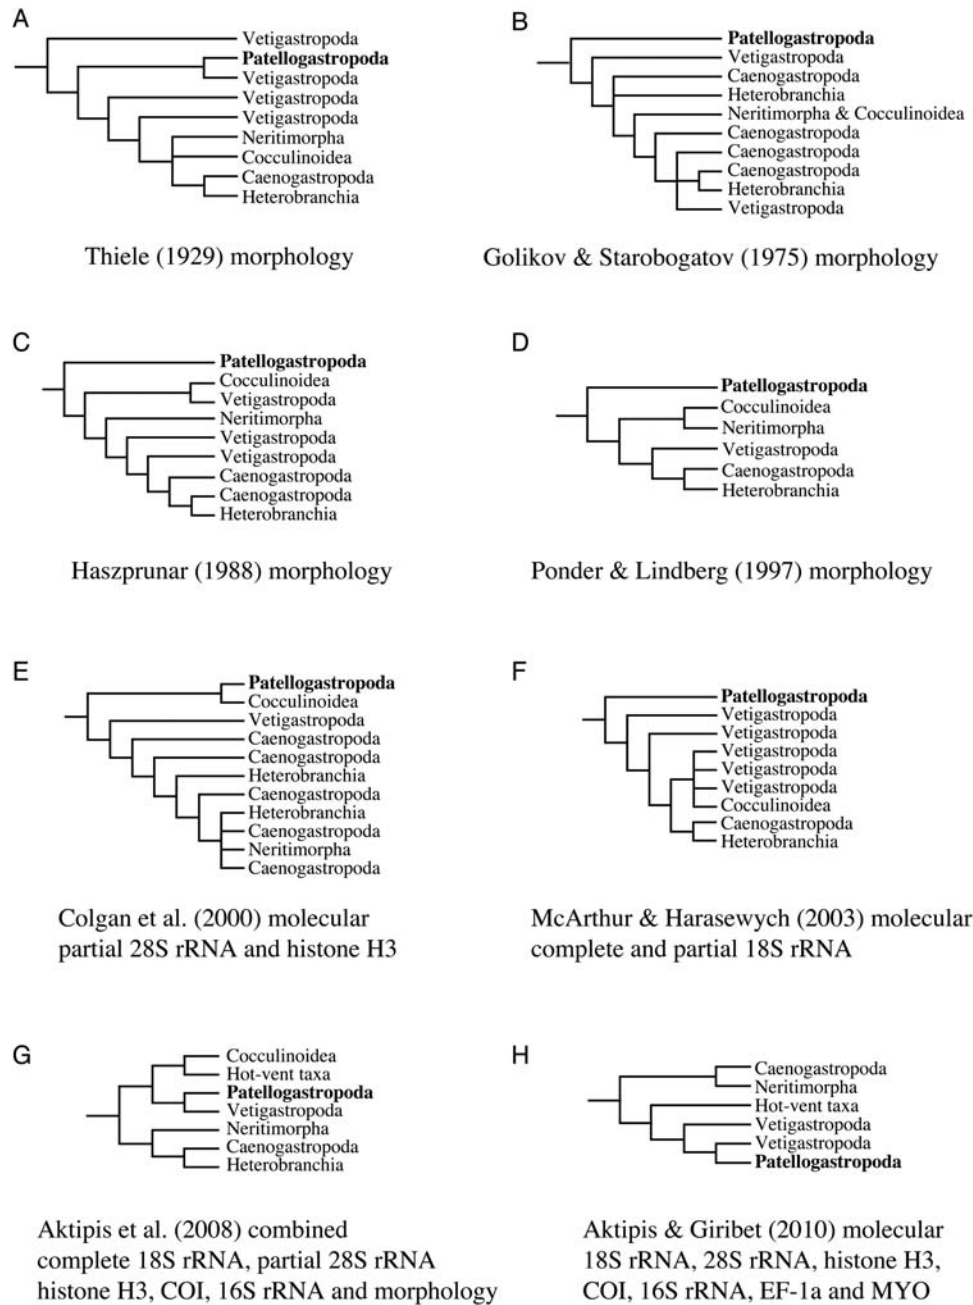 A
Vetigastropoda
Patellogastropoda
Vetigastropoda
Vetigastropoda
Vetigastropoda
Neritimorpha
Cocculinoidea
Caenogastropoda
Heterobranchia
Thiele (1929) morphology
B
Patellogastropoda
Vetigastropoda
Caenogastropoda
Heterobranchia
Neritimorpha & Cocculinoidea
Caenogastropoda
Caenogastropoda
Caenogastropoda
Heterobranchia
Vetigastropoda
Golikov & Starobogatov (1975) morphology
C
Patellogastropoda
Cocculinoidea
Vetigastropoda
Neritimorpha
Vetigastropoda
Vetigastropoda
Caenogastropoda
Caenogastropoda
Heterobranchia
Haszprunar (1988) morphology
D
Patellogastropoda
Cocculinoidea
Neritimorpha
Vetigastropoda
Caenogastropoda
Heterobranchia
Ponder & Lindberg (1997) morphology
E
Patellogastropoda
Cocculinoidea
Vetigastropoda
Caenogastropoda
Caenogastropoda
Heterobranchia
Caenogastropoda
Heterobranchia
Caenogastropoda
Neritimorpha
Caenogastropoda
Colgan et al. (2000) molecular
partial 28S rRNA and histone H3
F
Patellogastropoda
Vetigastropoda
Vetigastropoda
Vetigastropoda
Vetigastropoda
Vetigastropoda
Cocculinoidea
Caenogastropoda
Heterobranchia
McArthur & Harasewych (2003) molecular
complete and partial 18S rRNA
G
Cocculinoidea
Hot-vent taxa
Patellogastropoda
Vetigastropoda
Neritimorpha
Caenogastropoda
Heterobranchia
Aktipis et al. (2008) combined
complete 18S rRNA, partial 28S rRNA
histone H3, COI, 16S rRNA and morphology
H
Caenogastropoda
Neritimorpha
Hot-vent taxa
Vetigastropoda
Vetigastropoda
Patellogastropoda
Aktipis & Giribet (2010) molecular
18S rRNA, 28S rRNA, histone H3,
COI, 16S rRNA, EF-1a and MYO